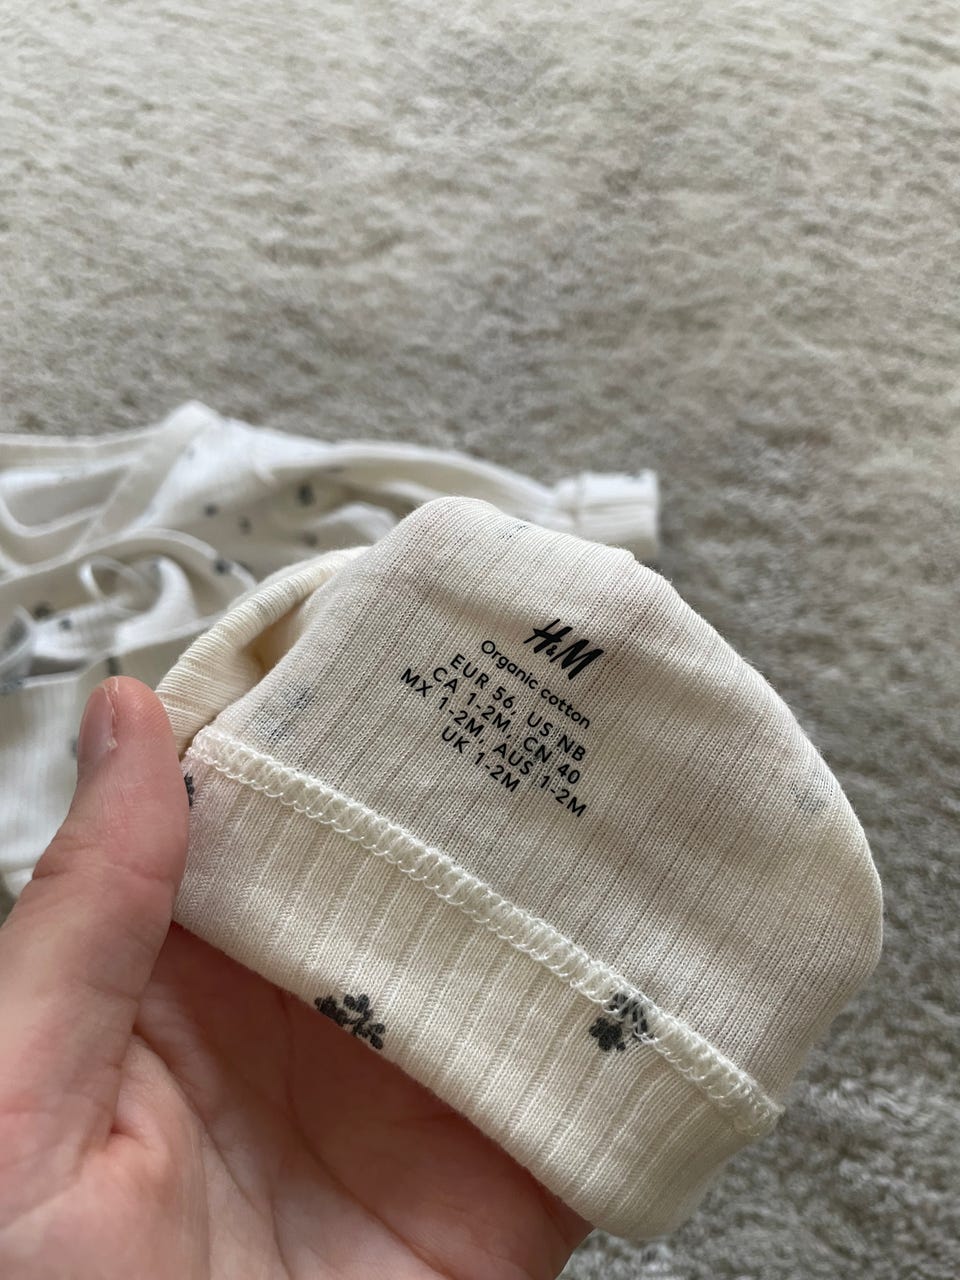 H&M
Organic cotton
EUR 56, US NB
CA 1-2M, CN 40
MX 1-2M, AUS 1-2M
UK 1-2M